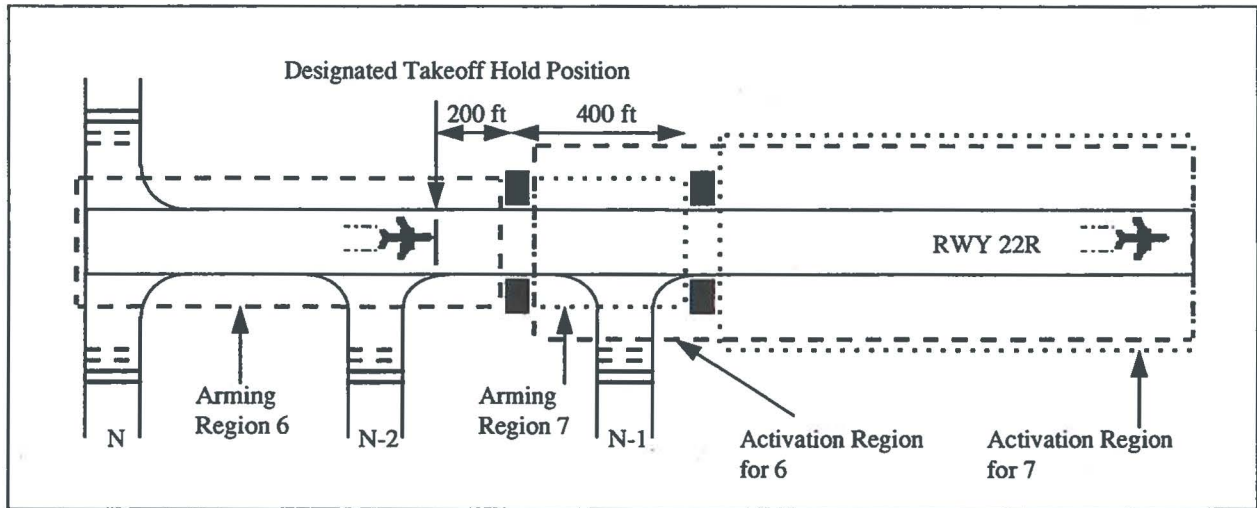 Designated Takeoff Hold Position
200 ft
400 ft
RWY 22R
Arming
Region 6
Arming
Region 7
N
N-2
N-1
Activation Region
for 6
Activation Region
for 7